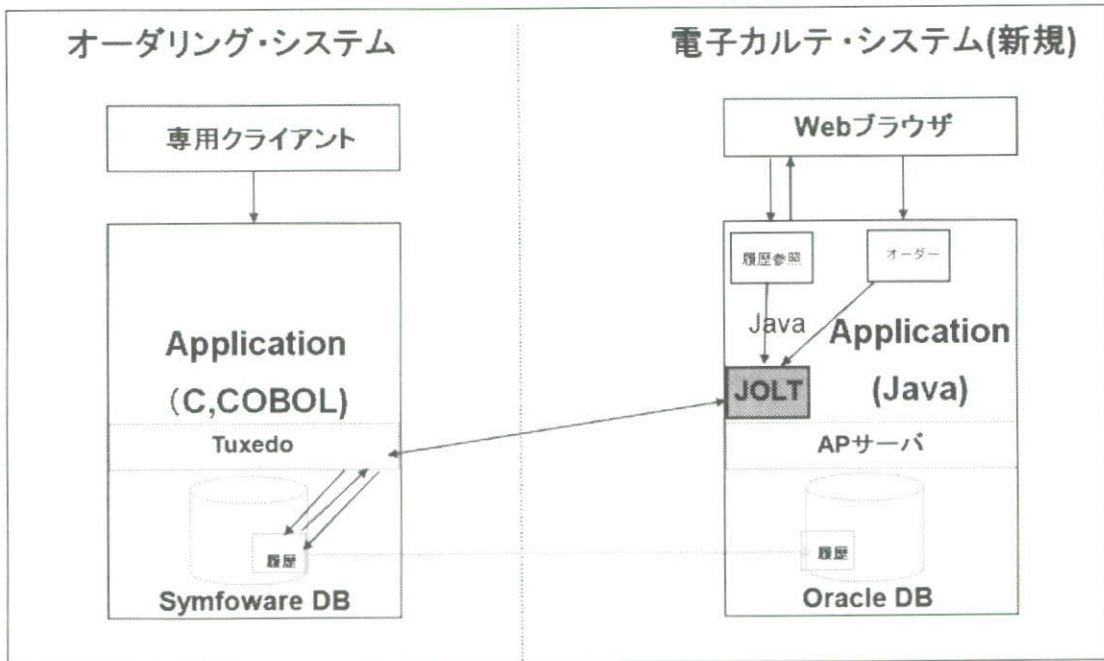 オーダリング・システム
専用クライアント
Application
（C,COBOL)
Tuxedo
履歴
Symfoware DB
電子カルテ・システム(新規)
Webブラウザ
履歴参照
オーダー
Java
Application
(Java)
JOLT
APサーバ
履歴
Oracle DB